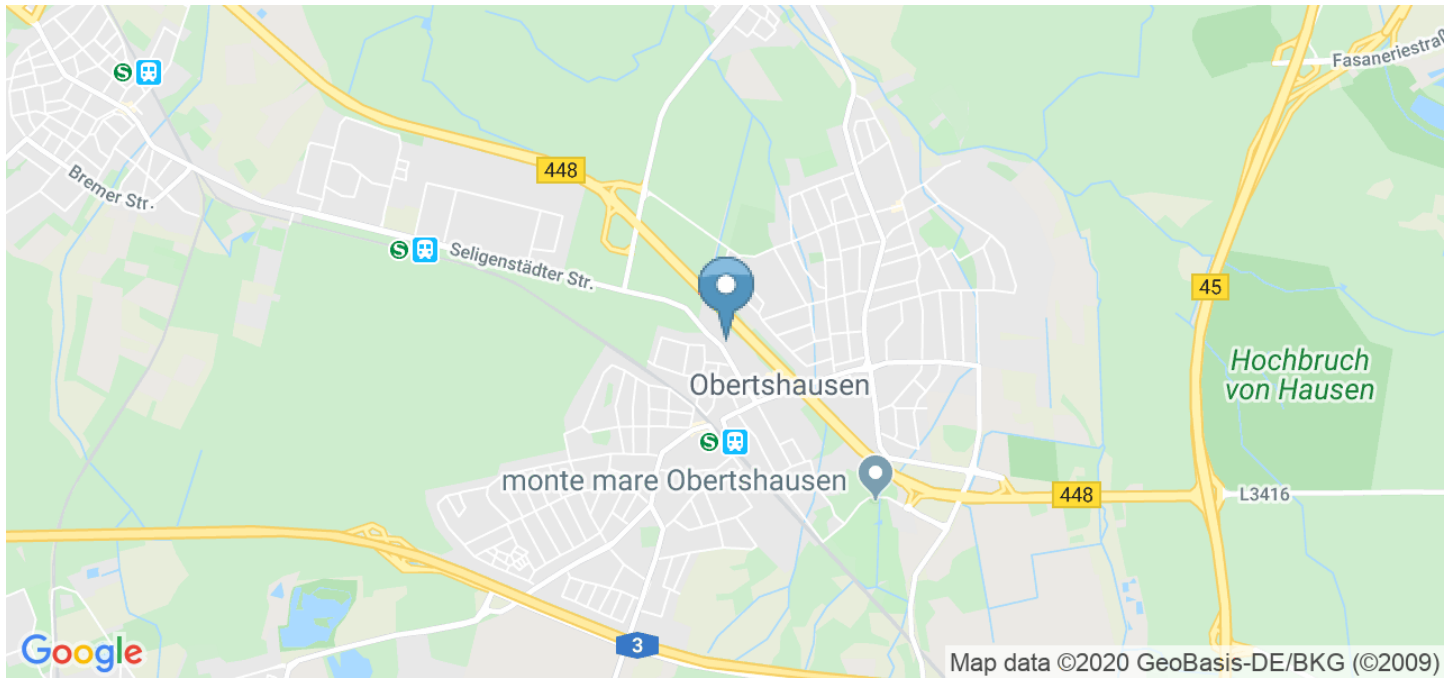 Fasaneriestraß
S
448
Bremer Str.
S
Seligenstädter Str.
45
Hochbruch
von Hausen
Obertshausen
S
monte mare Obertshausen
448
L3416
3
Google
Map data ©2020 GeoBasis-DE/BKG (©2009)